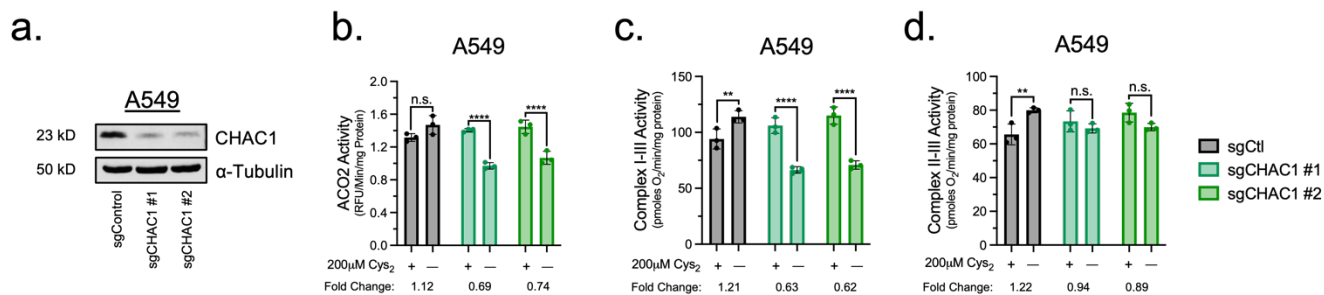 a.
A549
23 kD
CHAC1
50 kD
α-Tubulin
sgControl
sgCHAC1 #1
sgCHAC1 #2
b.
A549
ACO2 Activity
(RFU/Min/mg Protein)
2.0
1.6
1.2
0.8
0.4
0.0
n.s.
****
****
200µM Cys₂ + — + — + —
Fold Change: 1.12 0.69 0.74
c.
A549
Complex I-III Activity
(pmoles O₂/min/mg protein)
150
100
50
0
**
****
****
200µM Cys₂ + — + — + —
Fold Change: 1.21 0.63 0.62
d.
A549
Complex II-III Activity
(pmoles O₂/min/mg protein)
100
80
60
40
20
0
**
n.s.
n.s.
200µM Cys₂ + — + — + —
Fold Change: 1.22 0.94 0.89
sgCtl
sgCHAC1 #1
sgCHAC1 #2